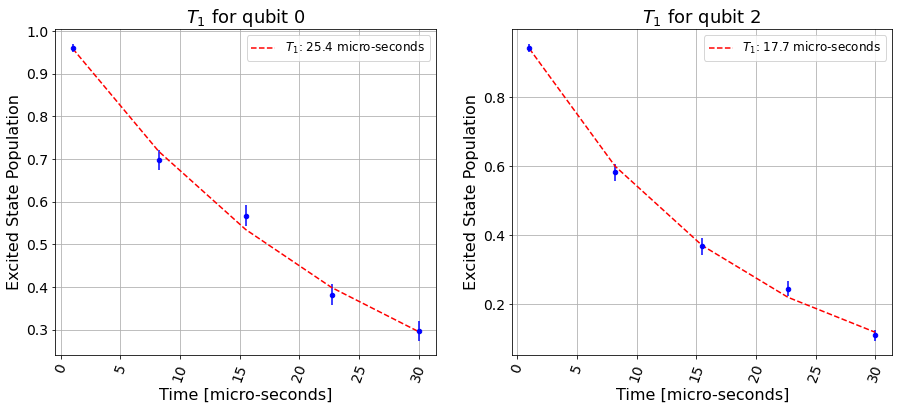 T₁ for qubit 0
T₁: 25.4 micro-seconds
Excited State Population
1.0
0.9
0.8
0.7
0.6
0.5
0.4
0.3
0 5 10 15 20 25 30
Time [micro-seconds]
T₁ for qubit 2
T₁: 17.7 micro-seconds
Excited State Population
0.8
0.6
0.4
0.2
0 5 10 15 20 25 30
Time [micro-seconds]